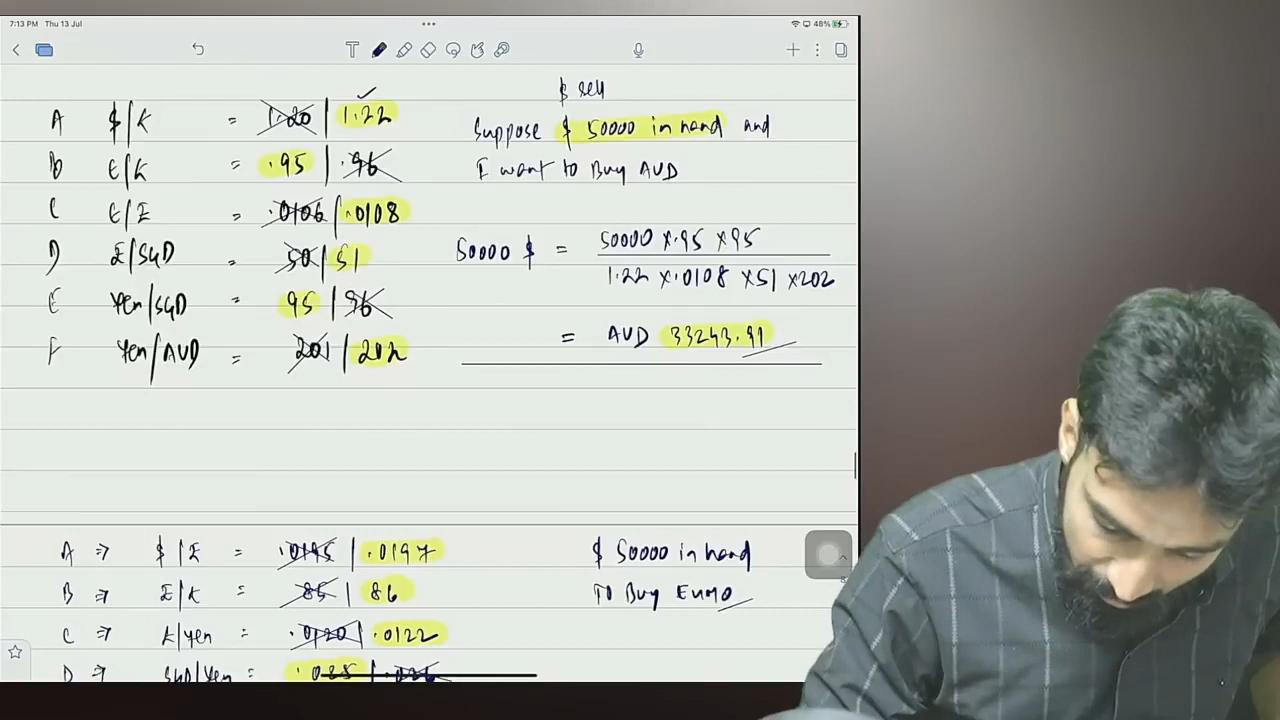 7:13 PM Thu 13 Jul
48%
$ sell
A $/K = 1.20 | 1.22
Suppose $ 50000 in hand and
B €/K = .95 | .96
I want to Buy AUD
C €/I = .0106 | .0108
D I/SGD = 50 | 51
50000 $ = 50000 x .95 x 95
1.22 x .0108 x 51 x 202
E Yen/SGD = 95 | 96
= AUD 33243.91
F Yen/AUD = 201 | 202
A ⇒ $ | I = .0195 | .0197
$ 50000 in hand
B ⇒ I/K = 85 | 86
To Buy EURO
C ⇒ K/yen = .0120 | .0122
D ⇒ SGD/Yen = .025 | .026